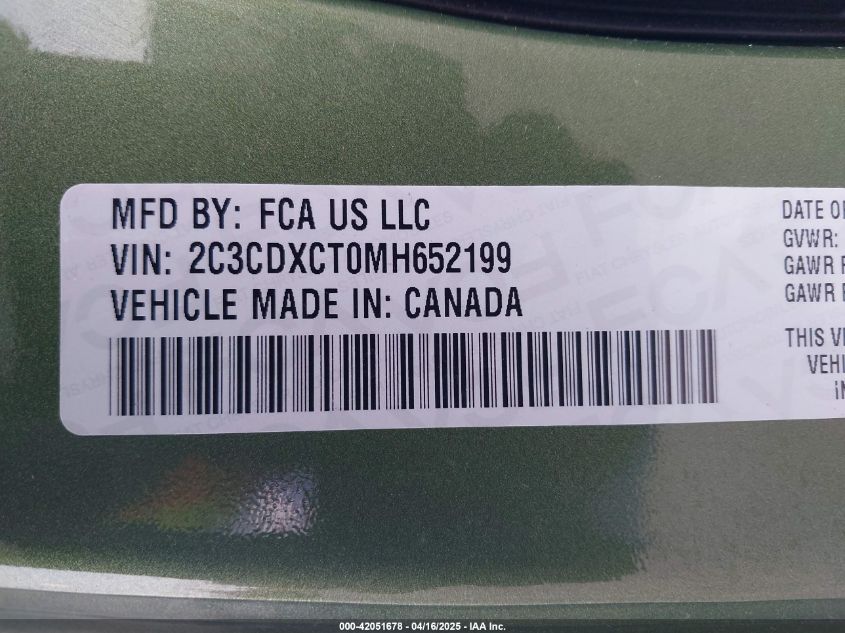 MFD BY: FCA US LLC
VIN: 2C3CDXCT0MH652199
VEHICLE MADE IN: CANADA
DATE OF
GVWR:
GAWR
GAWR
THIS
000-42051678 - 04/16/2025 - IAA Inc.